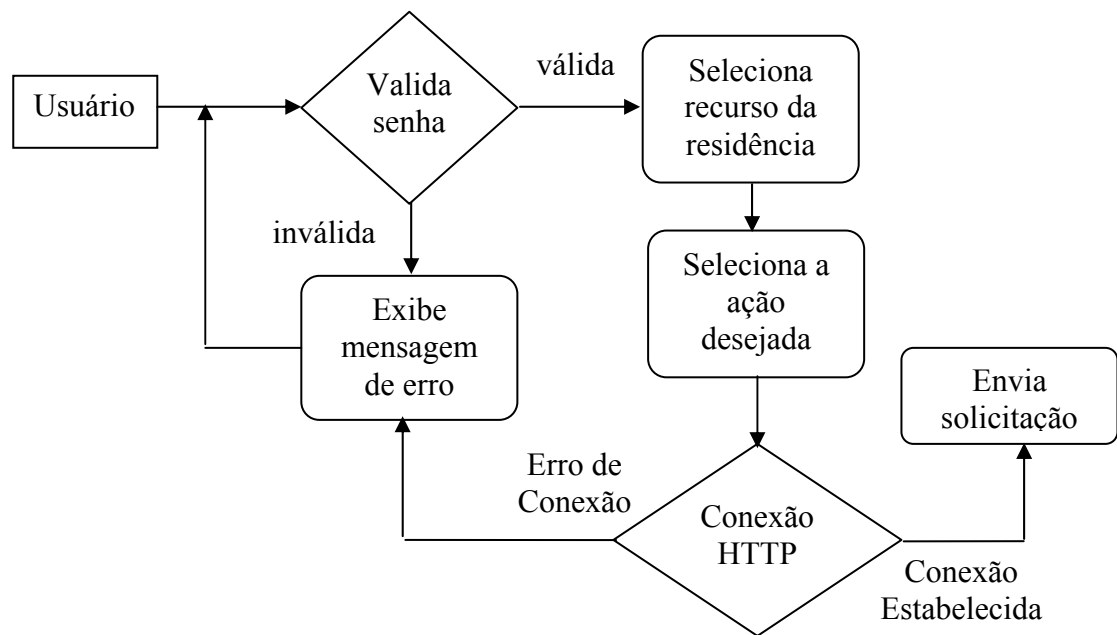 Usuário
Valida
senha
válida
Seleciona
recurso da
residência
inválida
Exibe
mensagem
de erro
Seleciona a
ação
desejada
Envia
solicitação
Erro de
Conexão
Conexão
HTTP
Conexão
Estabelecida